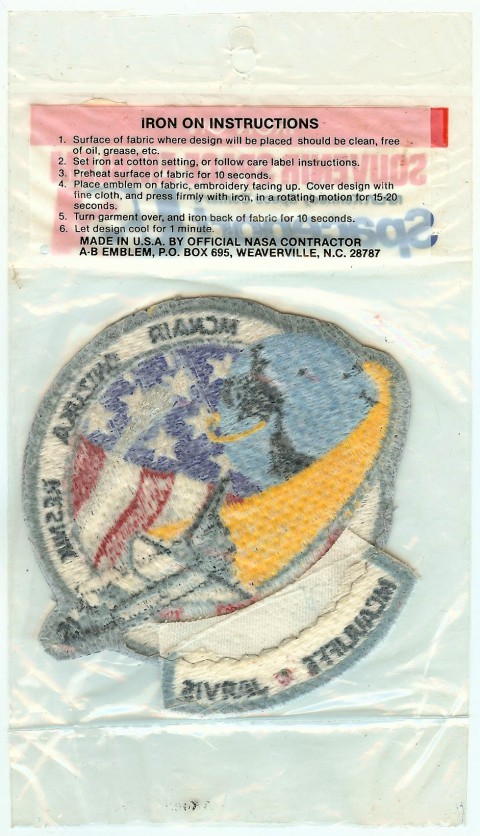 IRON ON INSTRUCTIONS
1. Surface of fabric where design will be placed should be clean, free
of oil, grease, etc.
2. Set iron at cotton setting, or follow care label instructions.
3. Preheat surface of fabric for 10 seconds.
4. Place emblem on fabric, embroidery facing up. Cover design with
fine cloth, and press firmly with iron, in a rotating motion for 15-20
seconds.
5. Turn garment over, and iron back of fabric for 10 seconds.
6. Let design cool for 1 minute.
MADE IN U.S.A. BY OFFICIAL NASA CONTRACTOR
A-B EMBLEM, P.O. BOX 695, WEAVERVILLE, N.C. 28787
SOUVENIR
MCNAIR
ONIZUKA
RESNIK
MCAULIFFE
JARVIS